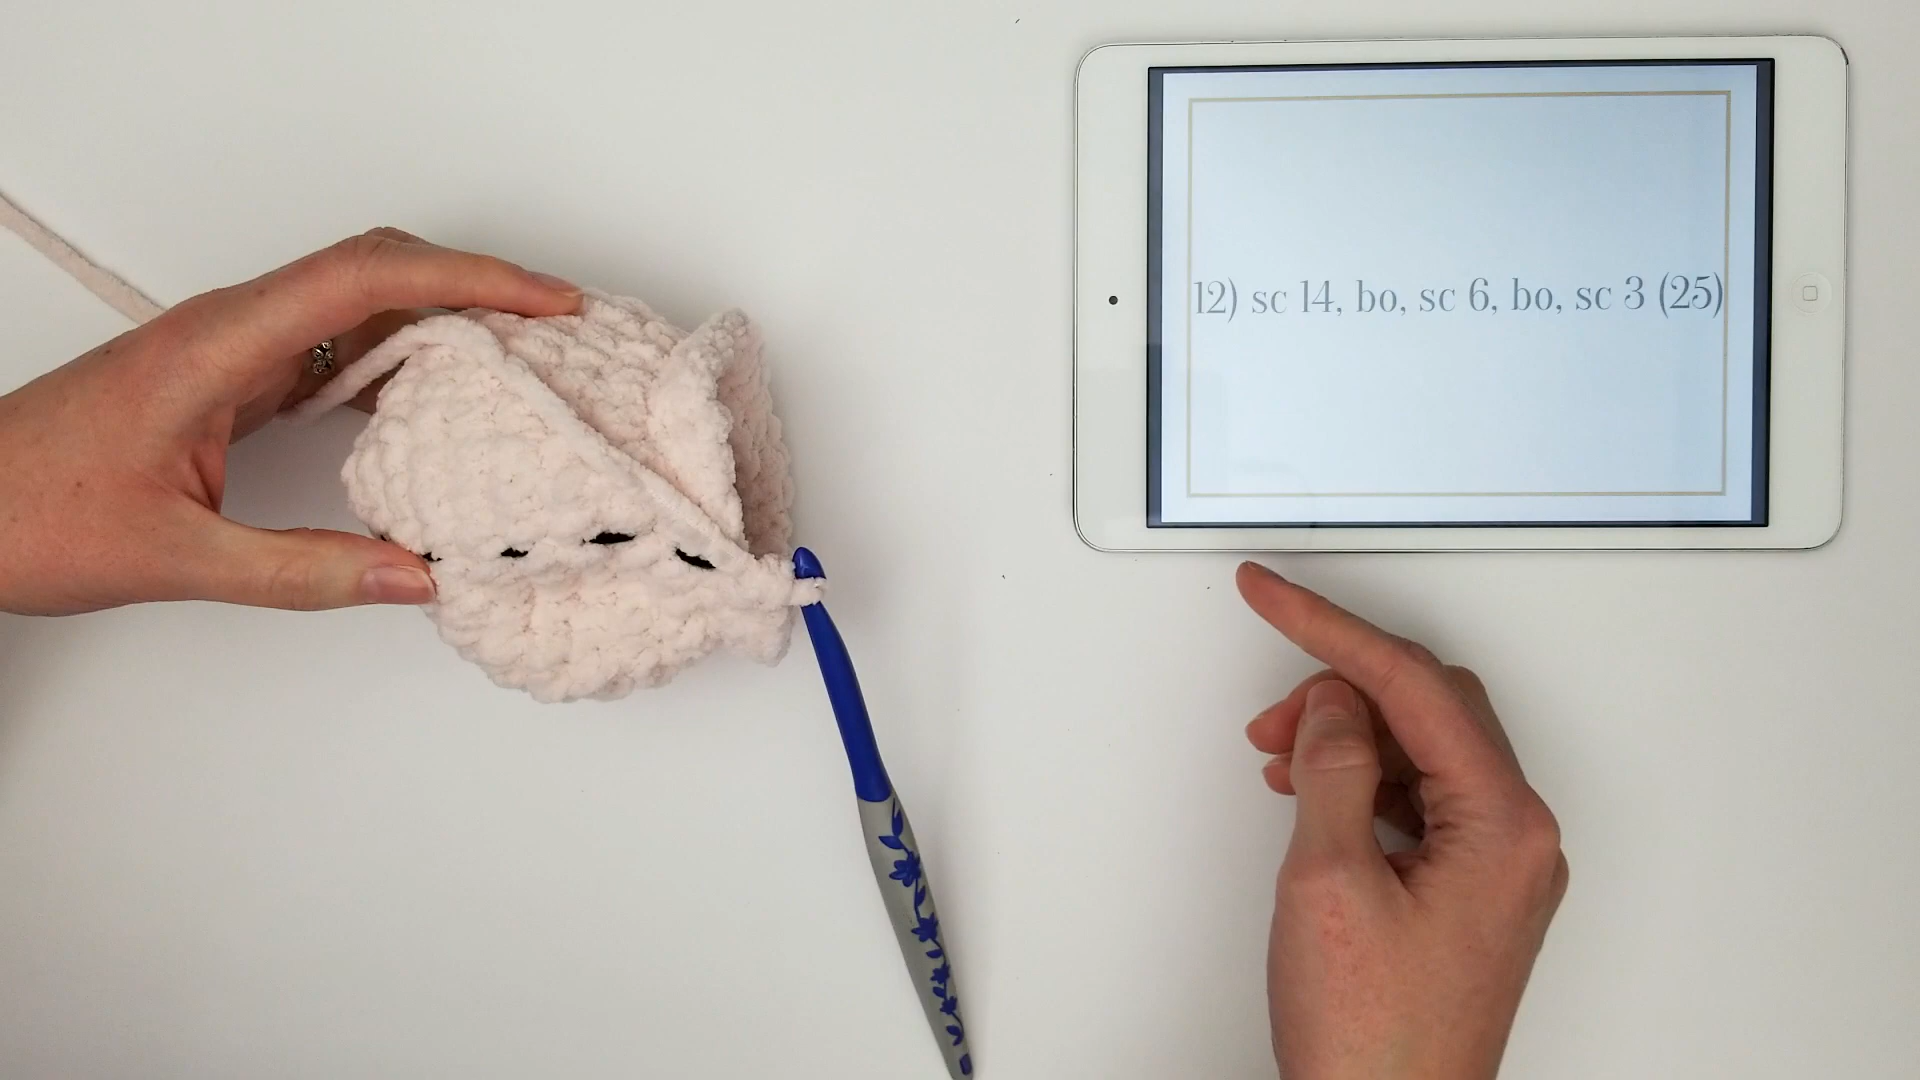 12) sc 14, bo, sc 6, bo, sc 3 (25)